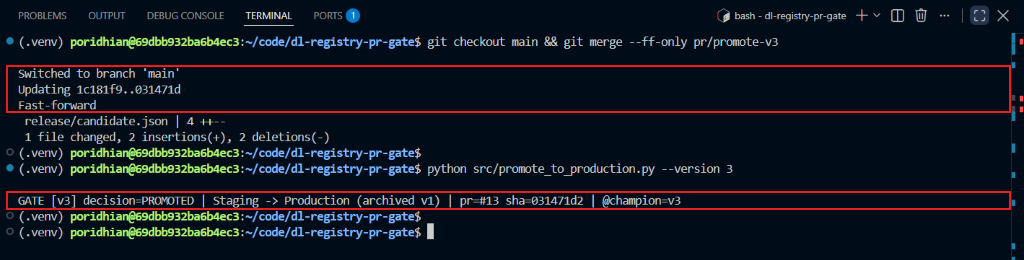 PROBLEMS OUTPUT DEBUG CONSOLE TERMINAL PORTS 1 bash - dl-registry-pr-gate
(.venv) poridhian@69dbb932ba6b4ec3:~/code/dl-registry-pr-gate$ git checkout main && git merge --ff-only pr/promote-v3
Switched to branch 'main'
Updating 1c181f9..031471d
Fast-forward
release/candidate.json | 4 ++--
1 file changed, 2 insertions(+), 2 deletions(-)
(.venv) poridhian@69dbb932ba6b4ec3:~/code/dl-registry-pr-gate$
(.venv) poridhian@69dbb932ba6b4ec3:~/code/dl-registry-pr-gate$ python src/promote_to_production.py --version 3
GATE [v3] decision=PROMOTED | Staging -> Production (archived v1) | pr=#13 sha=031471d2 | @champion=v3
(.venv) poridhian@69dbb932ba6b4ec3:~/code/dl-registry-pr-gate$
(.venv) poridhian@69dbb932ba6b4ec3:~/code/dl-registry-pr-gate$